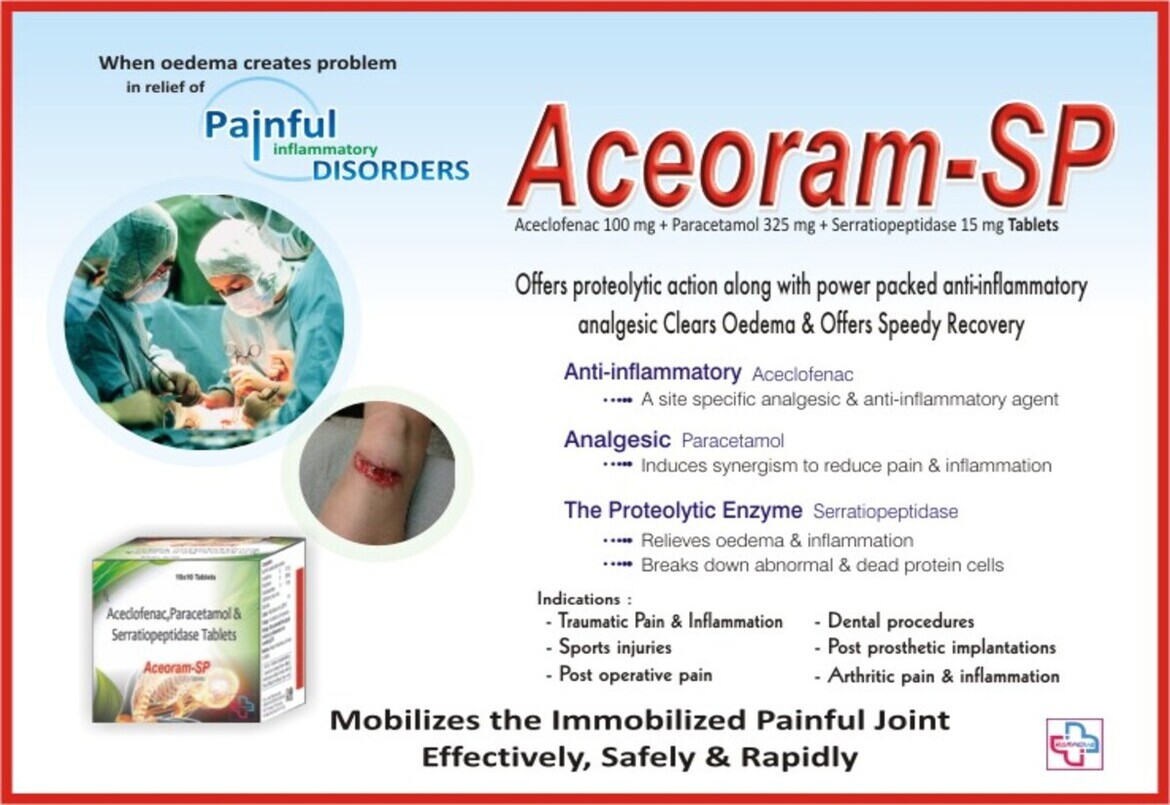 When oedema creates problem
in relief of
Painful
inflammatory
DISORDERS
Aceoram-SP
Aceclofenac 100 mg + Paracetamol 325 mg + Serratiopeptidase 15 mg Tablets
Offers proteolytic action along with power packed anti-inflammatory
analgesic Clears Oedema & Offers Speedy Recovery
Anti-inflammatory Aceclofenac
A site specific analgesic & anti-inflammatory agent
Analgesic Paracetamol
Induces synergism to reduce pain & inflammation
The Proteolytic Enzyme Serratiopeptidase
Relieves oedema & inflammation
Breaks down abnormal & dead protein cells
Indications :
- Traumatic Pain & Inflammation
- Sports injuries
- Post operative pain
- Dental procedures
- Post prosthetic implantations
- Arthritic pain & inflammation
10x10 Tablets
Aceclofenac,Paracetamol &
Serratiopeptidase Tablets
Aceoram-SP
Mobilizes the Immobilized Painful Joint
Effectively, Safely & Rapidly